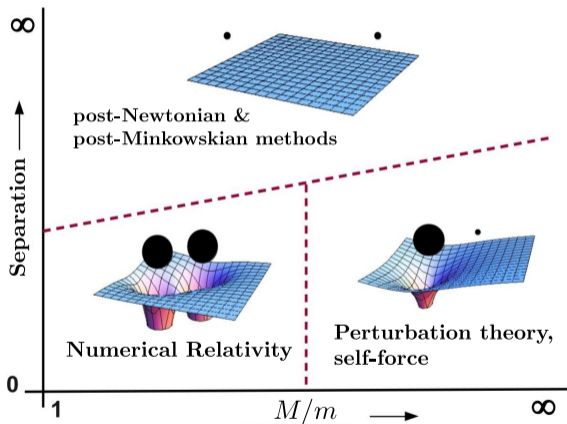 ∞
post-Newtonian &
post-Minkowskian methods
Separation
Numerical Relativity
Perturbation theory,
self-force
0
1
M/m
∞